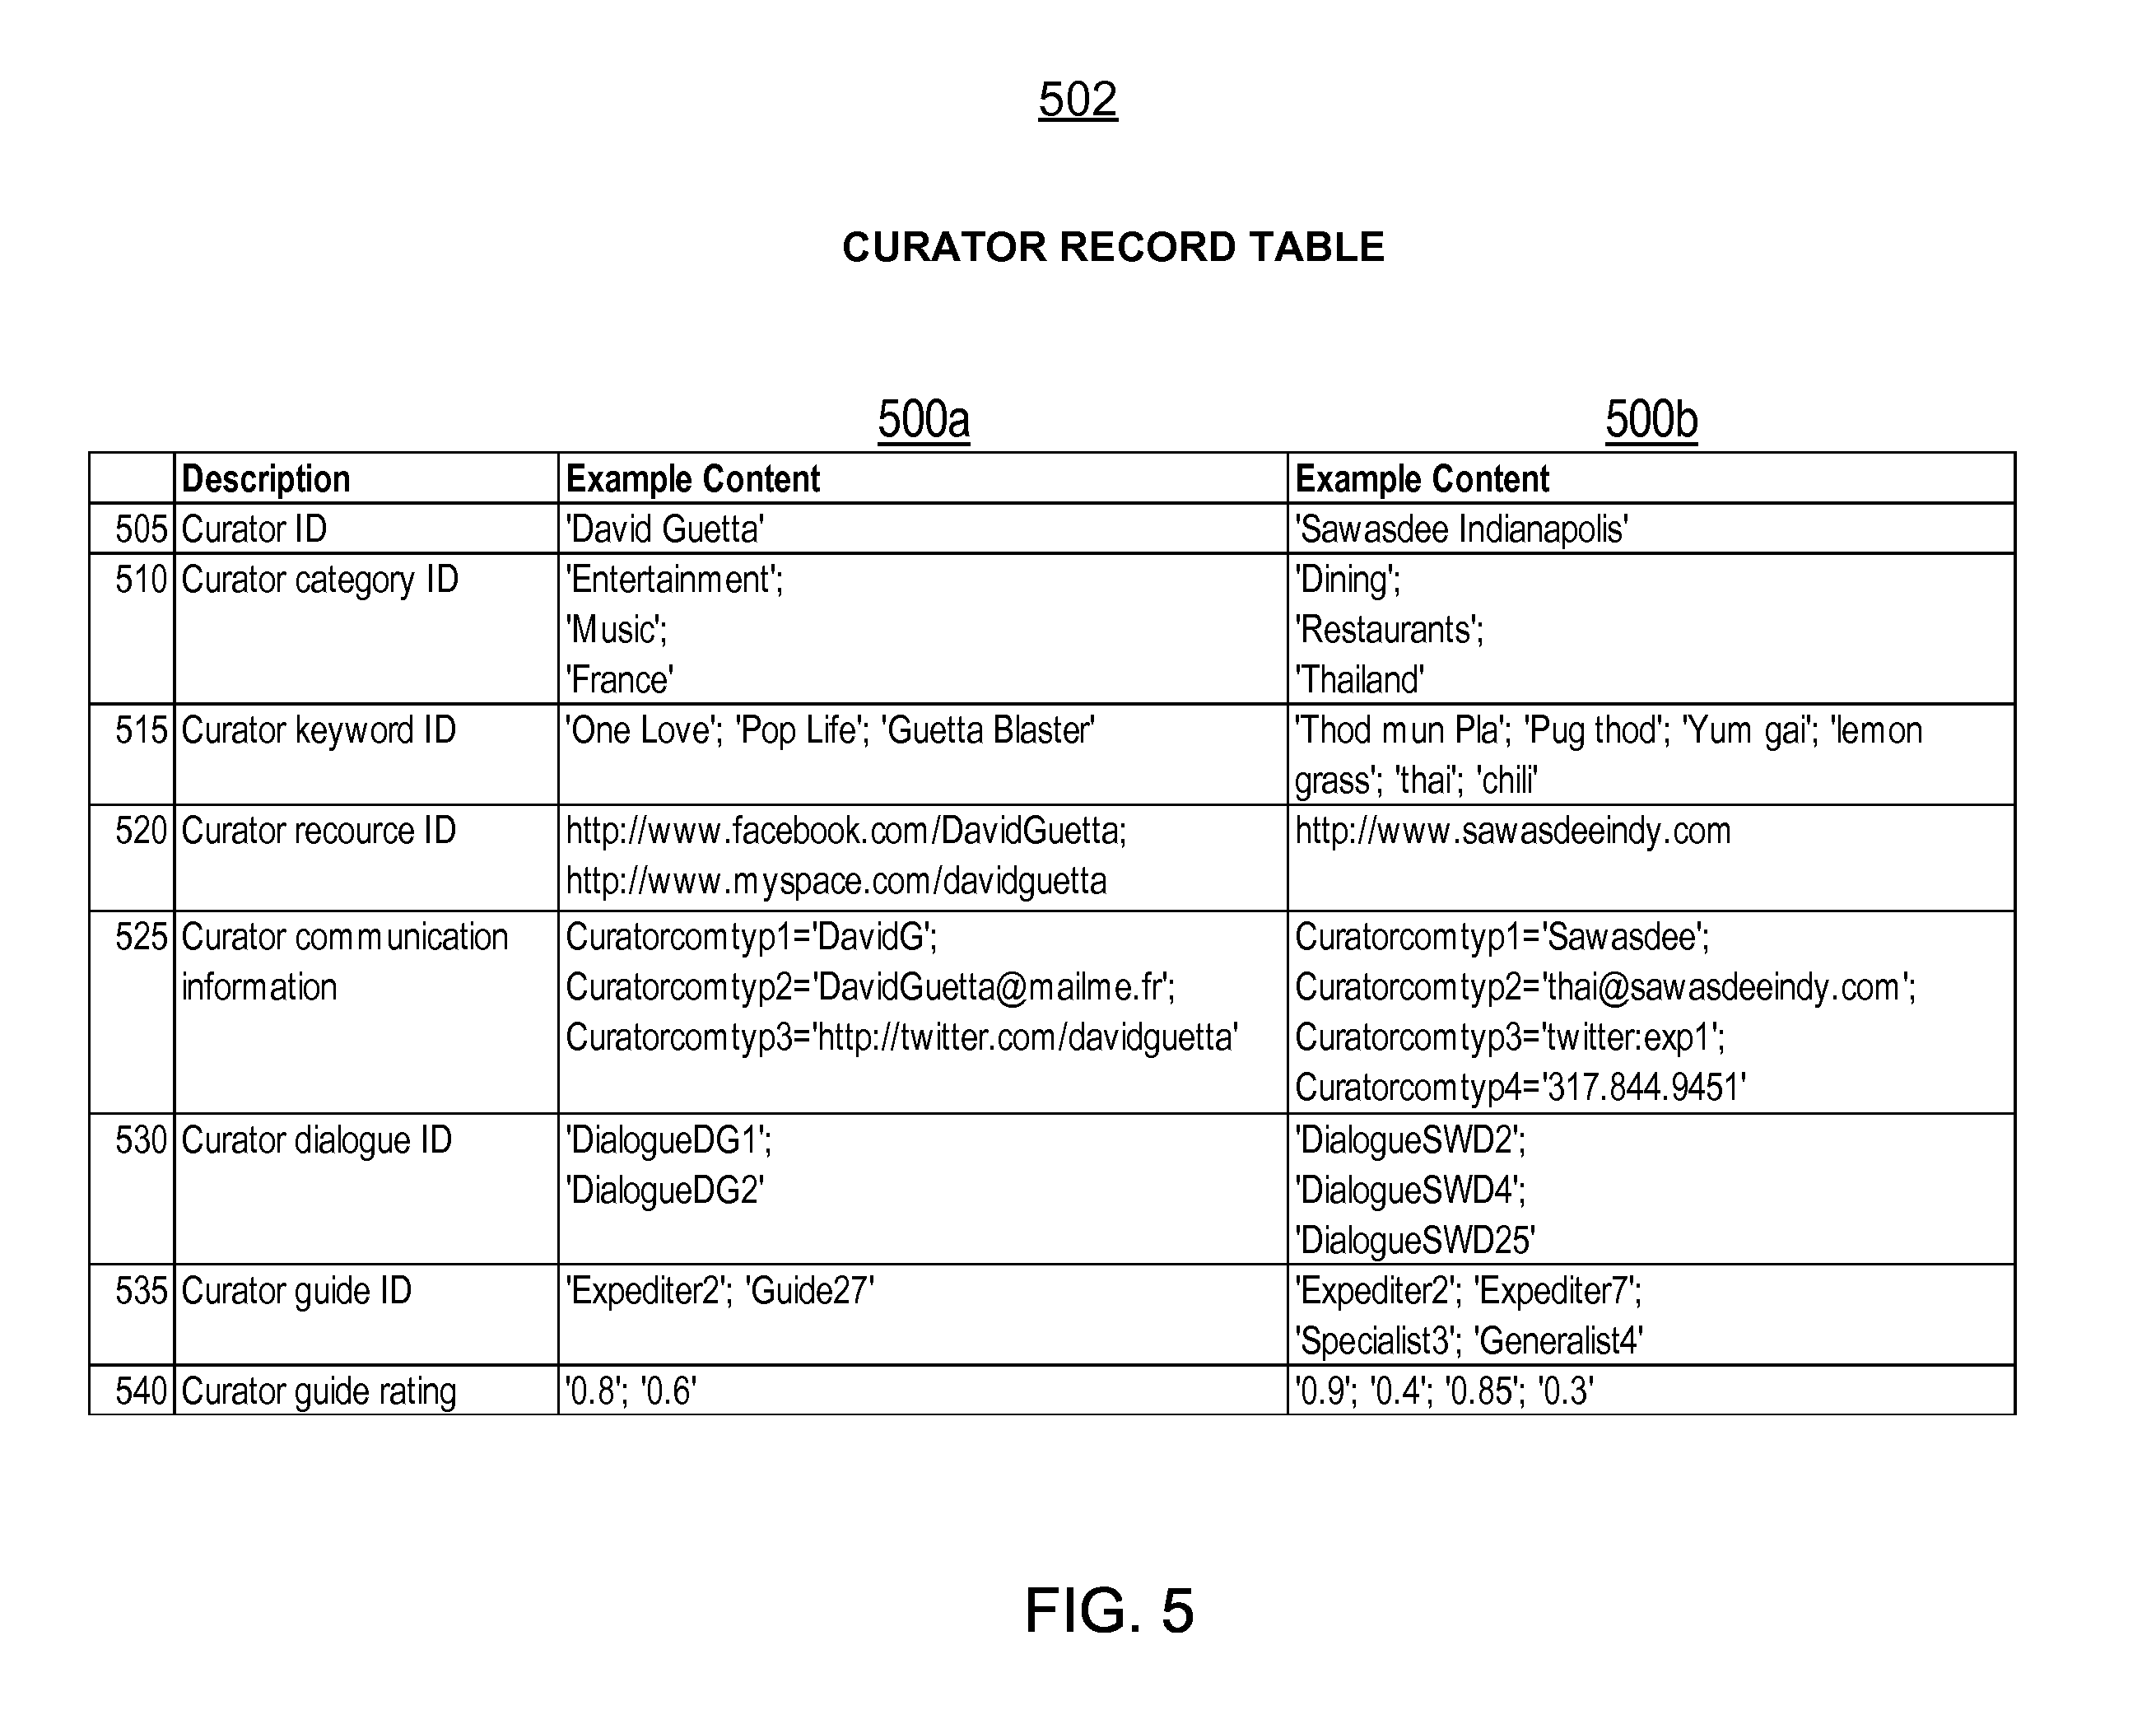 502
CURATOR RECORD TABLE
500a 500b
Description Example Content Example Content
505 Curator ID 'David Guetta' 'Sawasdee Indianapolis'
510 Curator category ID 'Entertainment'; 'Dining';
'Music'; 'Restaurants';
'France' 'Thailand'
515 Curator keyword ID 'One Love'; 'Pop Life'; 'Guetta Blaster' 'Thod mun Pla'; 'Pug thod'; 'Yum gai'; 'lemon
grass'; 'thai'; 'chili'
520 Curator recource ID http://www.facebook.com/DavidGuetta; http://www.sawasdeeindy.com
http://www.myspace.com/davidguetta
525 Curator communication Curatorcomtyp1='DavidG'; Curatorcomtyp1='Sawasdee';
information Curatorcomtyp2='DavidGuetta@mailme.fr'; Curatorcomtyp2='thai@sawasdeeindy.com';
Curatorcomtyp3='http://twitter.com/davidguetta' Curatorcomtyp3='twitter:exp1';
Curatorcomtyp4='317.844.9451'
530 Curator dialogue ID 'DialogueDG1'; 'DialogueSWD2';
'DialogueDG2' 'DialogueSWD4';
'DialogueSWD25'
535 Curator guide ID 'Expediter2'; 'Guide27' 'Expediter2'; 'Expediter7';
'Specialist3'; 'Generalist4'
540 Curator guide rating '0.8'; '0.6' '0.9'; '0.4'; '0.85'; '0.3'
FIG. 5